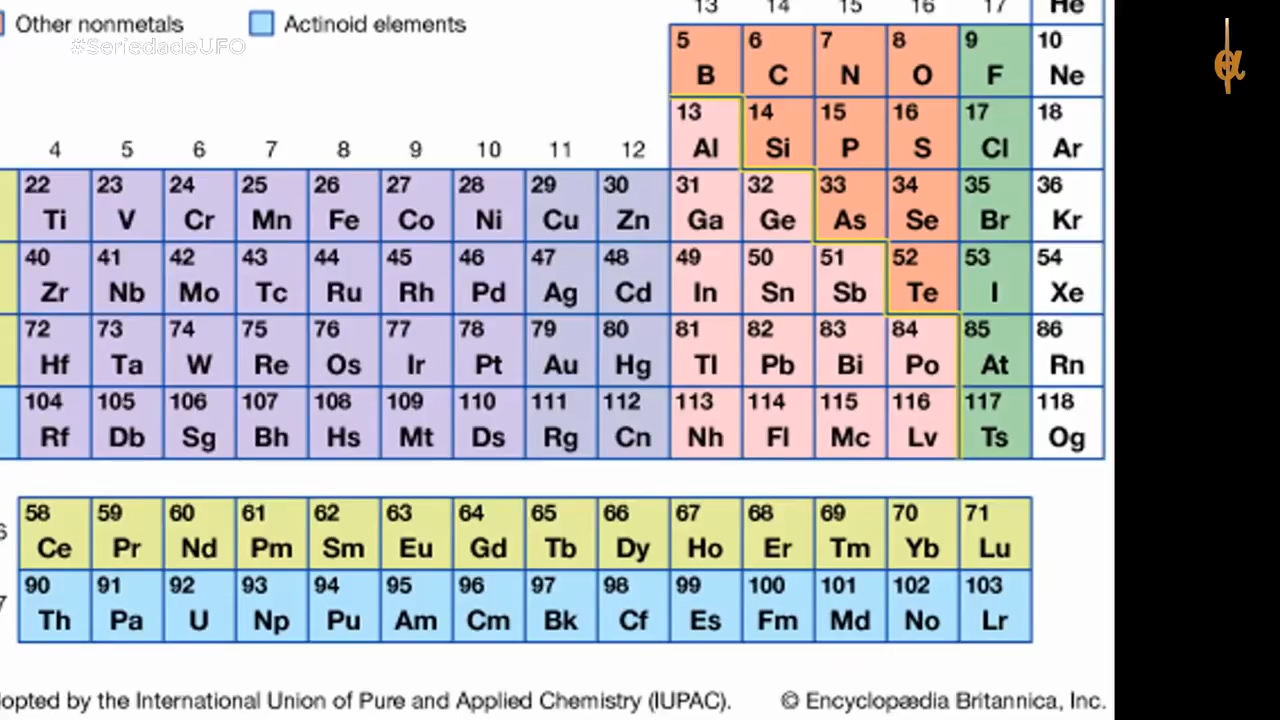 13 14 15 16 17 He
Other nonmetals Actinoid elements
#SeriedadeUFO
5 6 7 8 9 10
B C N O F Ne
13 14 15 16 17 18
Al Si P S Cl Ar
4 5 6 7 8 9 10 11 12
22 23 24 25 26 27 28 29 30 31 32 33 34 35 36
Ti V Cr Mn Fe Co Ni Cu Zn Ga Ge As Se Br Kr
40 41 42 43 44 45 46 47 48 49 50 51 52 53 54
Zr Nb Mo Tc Ru Rh Pd Ag Cd In Sn Sb Te I Xe
72 73 74 75 76 77 78 79 80 81 82 83 84 85 86
Hf Ta W Re Os Ir Pt Au Hg Tl Pb Bi Po At Rn
104 105 106 107 108 109 110 111 112 113 114 115 116 117 118
Rf Db Sg Bh Hs Mt Ds Rg Cn Nh Fl Mc Lv Ts Og
58 59 60 61 62 63 64 65 66 67 68 69 70 71
6
Ce Pr Nd Pm Sm Eu Gd Tb Dy Ho Er Tm Yb Lu
90 91 92 93 94 95 96 97 98 99 100 101 102 103
7
Th Pa U Np Pu Am Cm Bk Cf Es Fm Md No Lr
opted by the International Union of Pure and Applied Chemistry (IUPAC). © Encyclopædia Britannica, Inc.